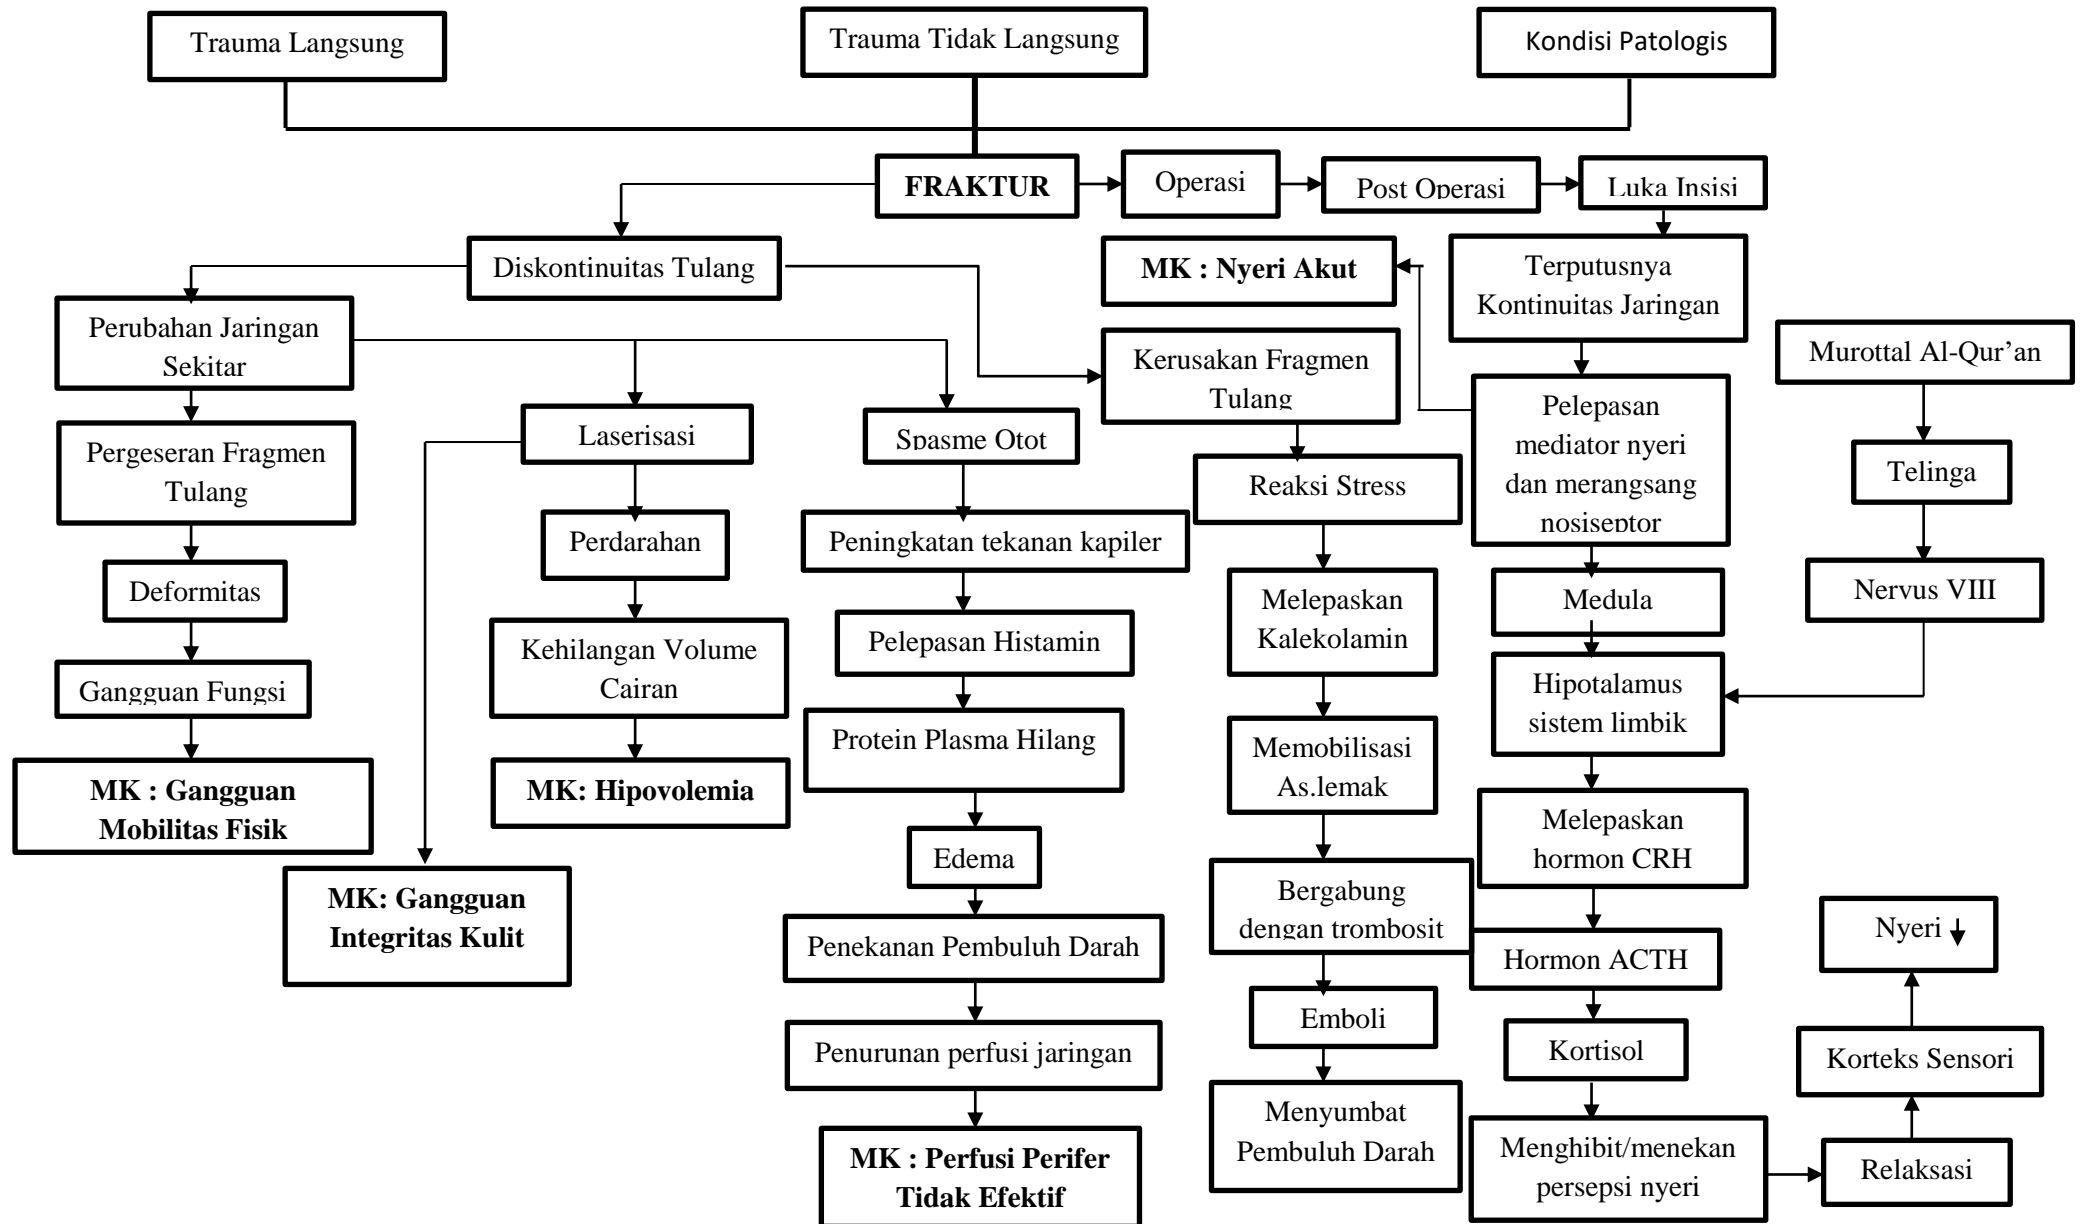 Trauma Langsung
Trauma Tidak Langsung
Kondisi Patologis
FRAKTUR
Operasi
Post Operasi
Luka Insisi
Diskontinuitas Tulang
MK : Nyeri Akut
Terputusnya
Kontinuitas Jaringan
Perubahan Jaringan
Sekitar
Kerusakan Fragmen
Tulang
Murottal Al-Qur’an
Laserisasi
Spasme Otot
Pelepasan
mediator nyeri
dan merangsang
nosiseptor
Pergeseran Fragmen
Tulang
Reaksi Stress
Telinga
Perdarahan
Peningkatan tekanan kapiler
Deformitas
Melepaskan
Kalekolamin
Medula
Nervus VIII
Kehilangan Volume
Cairan
Pelepasan Histamin
Gangguan Fungsi
Hipotalamus
sistem limbik
Protein Plasma Hilang
Memobilisasi
As.lemak
MK : Gangguan
Mobilitas Fisik
MK: Hipovolemia
Melepaskan
hormon CRH
Edema
MK: Gangguan
Integritas Kulit
Bergabung
dengan trombosit
Nyeri ↓
Penekanan Pembuluh Darah
Hormon ACTH
Emboli
Penurunan perfusi jaringan
Kortisol
Korteks Sensori
Menyumbat
Pembuluh Darah
MK : Perfusi Perifer
Tidak Efektif
Menghibit/menekan
persepsi nyeri
Relaksasi